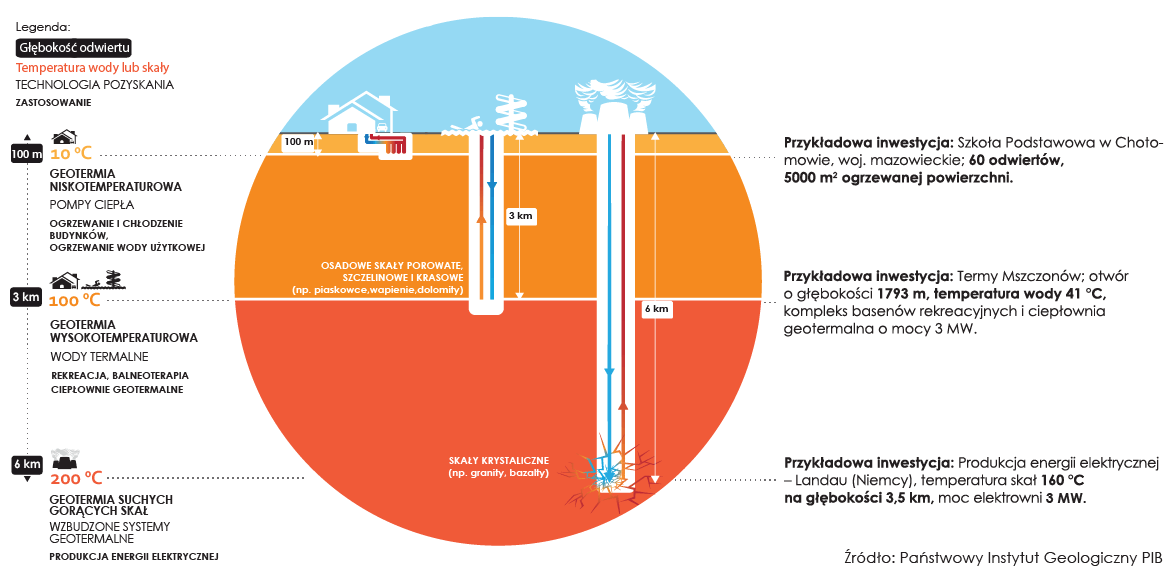 Legenda:
Głębokość odwiertu
Temperatura wody lub skały
TECHNOLOGIA POZYSKANIA
ZASTOSOWANIE
100 m
10 °C
GEOTERMIA
NISKOTEMPERATUROWA
POMPY CIEPŁA
OGRZEWANIE I CHŁODZENIE
BUDYNKÓW,
OGRZEWANIE WODY UŻYTKOWEJ
3 km
100 °C
GEOTERMIA
WYSOKOTEMPERATUROWA
WODY TERMALNE
REKREACJA, BALNEOTERAPIA
CIEPŁOWNIE GEOTERMALNE
6 km
200 °C
GEOTERMIA SUCHYCH
GORĄCYCH SKAŁ
WZBUDZONE SYSTEMY
GEOTERMALNE
PRODUKCJA ENERGII ELEKTRYCZNEJ
100 m
3 km
OSADOWE SKAŁY POROWATE,
SZCZELINOWE I KRASOWE
(np. piaskowce,wapienie,dolomity)
6 km
SKAŁY KRYSTALICZNE
(np. granity, bazalty)
Przykładowa inwestycja: Szkoła Podstawowa w Choto-
mowie, woj. mazowieckie; 60 odwiertów,
5000 m² ogrzewanej powierzchni.
Przykładowa inwestycja: Termy Mszczonów; otwór
o głębokości 1793 m, temperatura wody 41 °C,
kompleks basenów rekreacyjnych i ciepłownia
geotermalna o mocy 3 MW.
Przykładowa inwestycja: Produkcja energii elektrycznej
– Landau (Niemcy), temperatura skał 160 °C
na głębokości 3,5 km, moc elektrowni 3 MW.
Źródło: Państwowy Instytut Geologiczny PIB